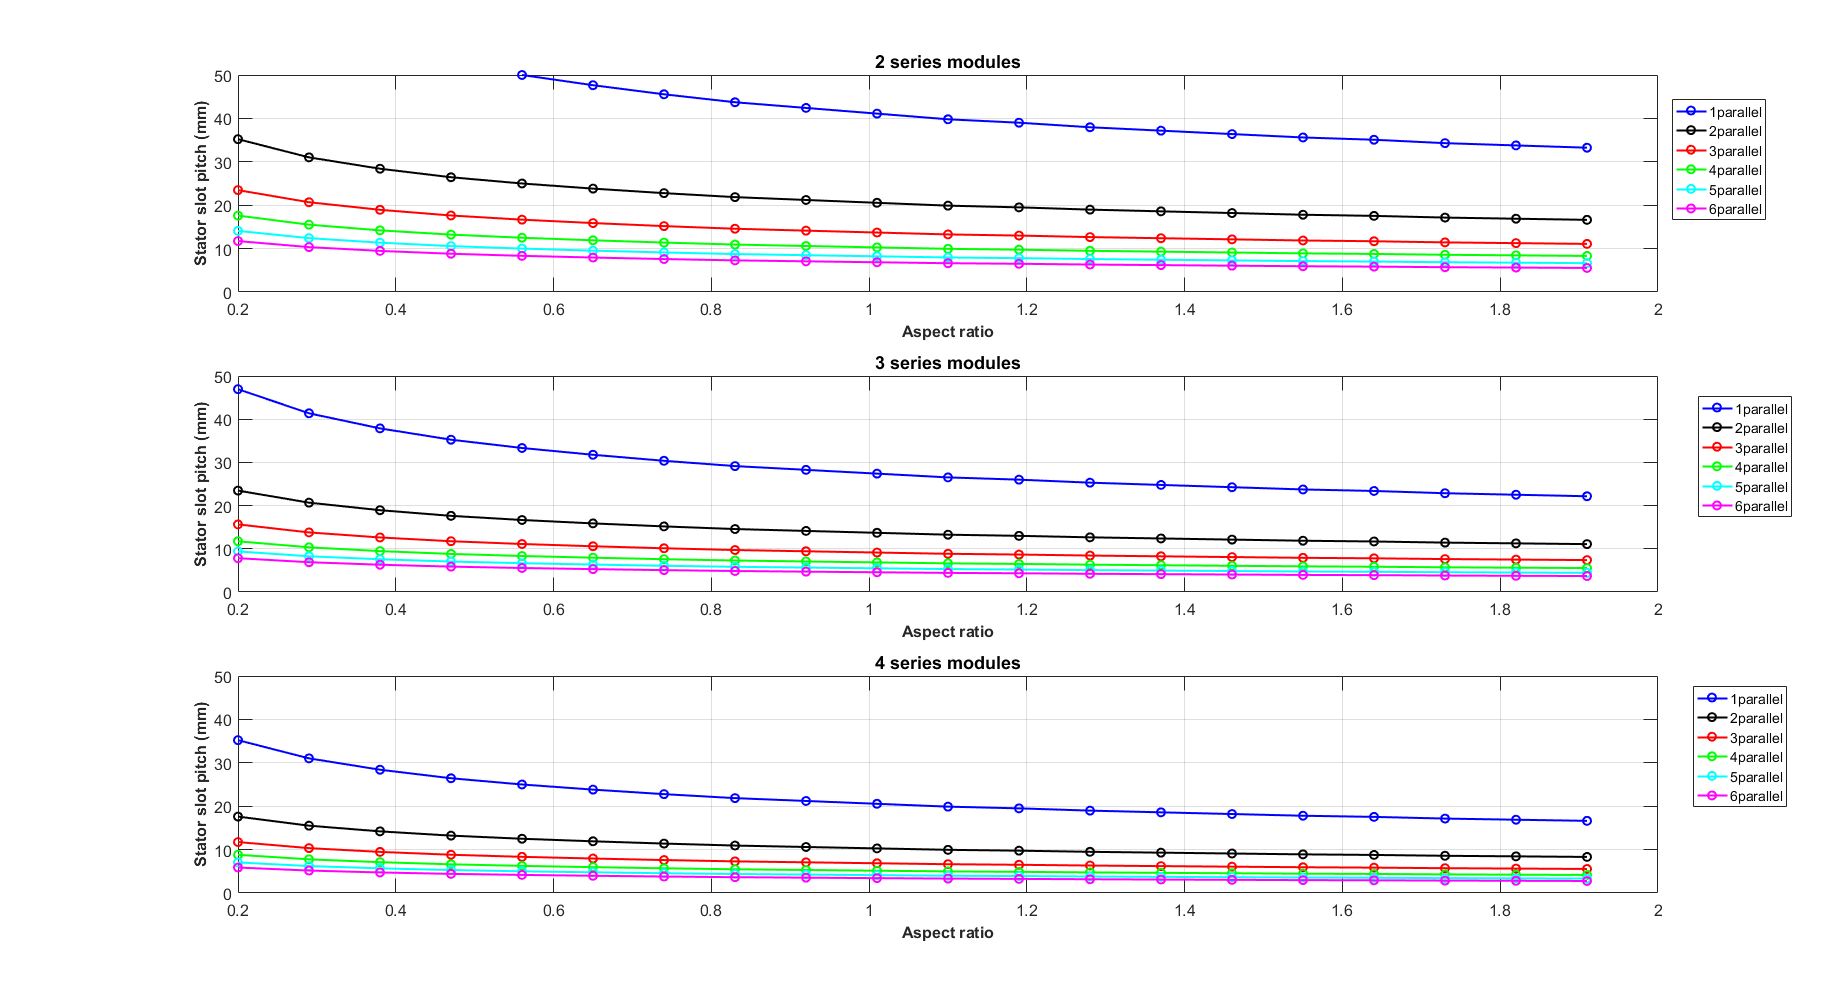 2 series modules
50
40
30
20
10
0
Stator slot pitch (mm)
0.2 0.4 0.6 0.8 1 1.2 1.4 1.6 1.8 2
Aspect ratio
1parallel
2parallel
3parallel
4parallel
5parallel
6parallel
3 series modules
50
40
30
20
10
0
Stator slot pitch (mm)
0.2 0.4 0.6 0.8 1 1.2 1.4 1.6 1.8 2
Aspect ratio
1parallel
2parallel
3parallel
4parallel
5parallel
6parallel
4 series modules
50
40
30
20
10
0
Stator slot pitch (mm)
0.2 0.4 0.6 0.8 1 1.2 1.4 1.6 1.8 2
Aspect ratio
1parallel
2parallel
3parallel
4parallel
5parallel
6parallel